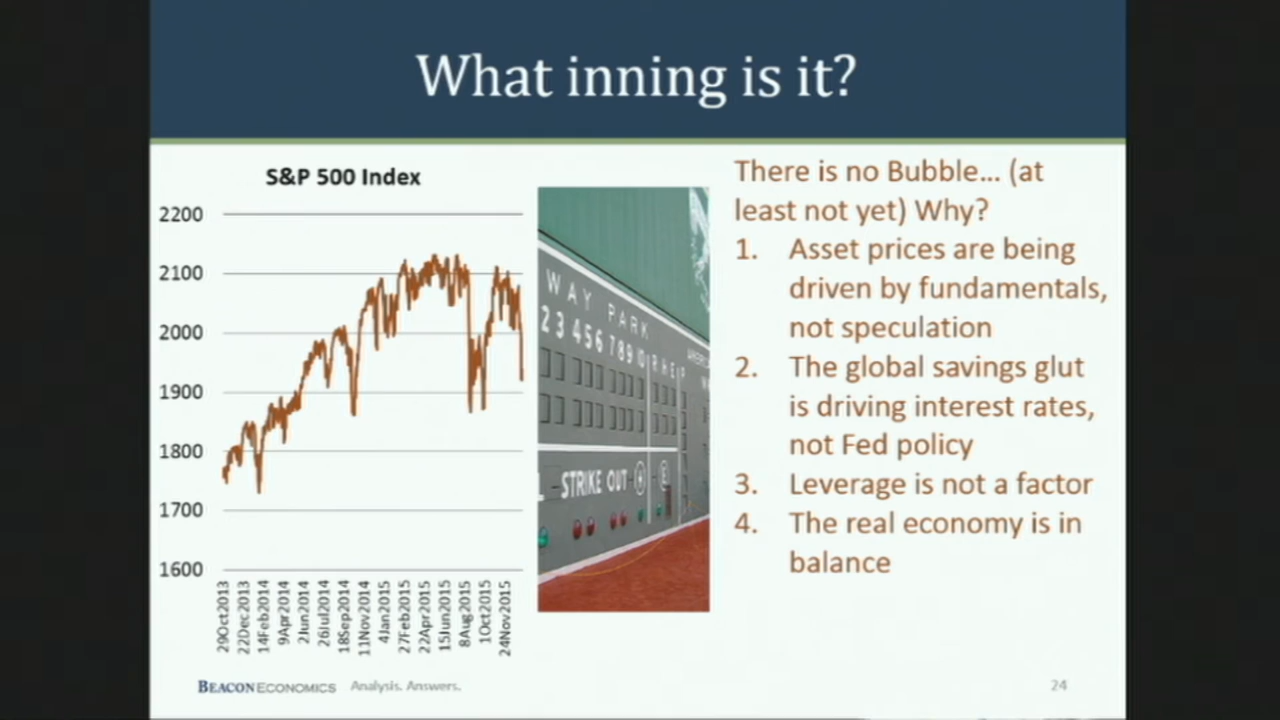 What inning is it?
S&P 500 Index
2200
2100
2000
1900
1800
1700
1600
29Oct2013
22Dec2013
14Feb2014
9Apr2014
2Jun2014
26Jul2014
18Sep2014
11Nov2014
4Jan2015
27Feb2015
22Apr2015
15Jun2015
8Aug2015
1Oct2015
24Nov2015
WAY PARK
2 3 4 5 6 7 8 9 10 R H E P
STRIKE OUT H E
There is no Bubble... (at
least not yet) Why?
1. Asset prices are being
driven by fundamentals,
not speculation
2. The global savings glut
is driving interest rates,
not Fed policy
3. Leverage is not a factor
4. The real economy is in
balance
BEACON ECONOMICS Analysis. Answers.
24